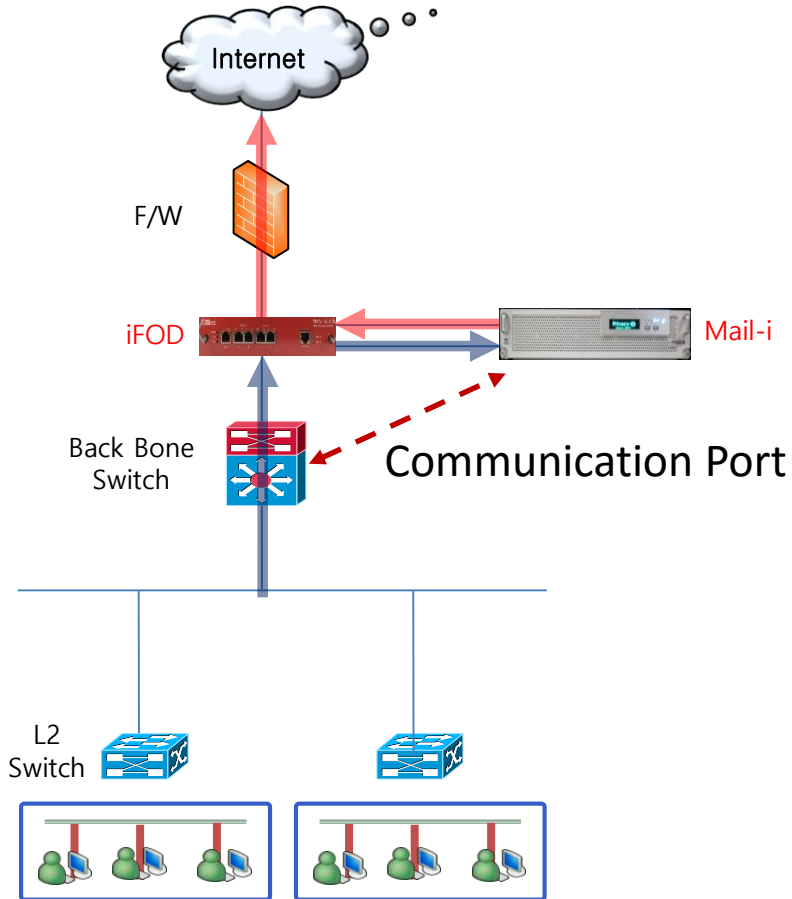 Internet
F/W
iFOD
Mail-i
Back Bone
Switch
Communication Port
L2
Switch